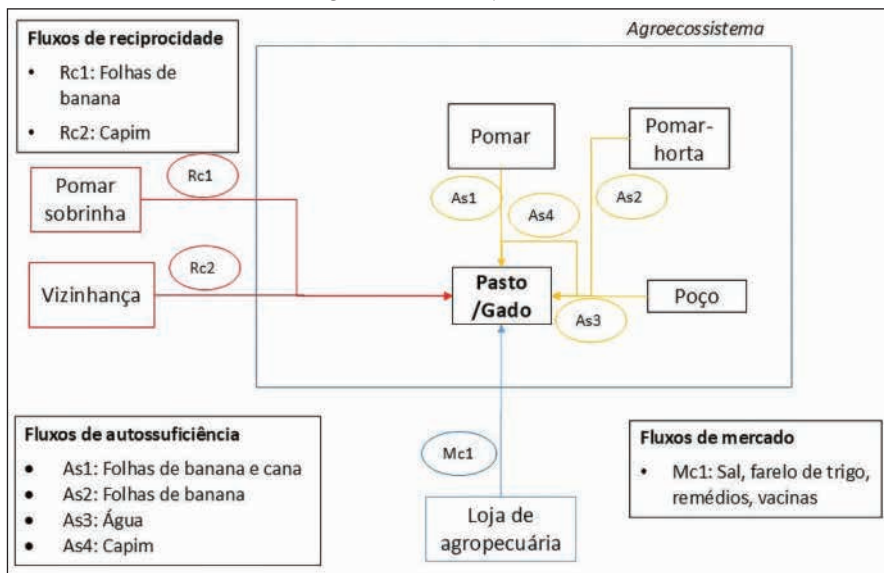 Fluxos de reciprocidade
• Rc1: Folhas de
banana
• Rc2: Capim
Agroecossistema
Pomar
Pomar-
horta
Rc1
As1
As4
As2
Pomar
sobrinha
Rc2
Vizinhança
Pasto
/Gado
Poço
As3
Fluxos de autossuficiência
● As1: Folhas de banana e cana
● As2: Folhas de banana
● As3: Água
● As4: Capim
Mc1
Loja de
agropecuária
Fluxos de mercado
• Mc1: Sal, farelo de trigo,
remédios, vacinas